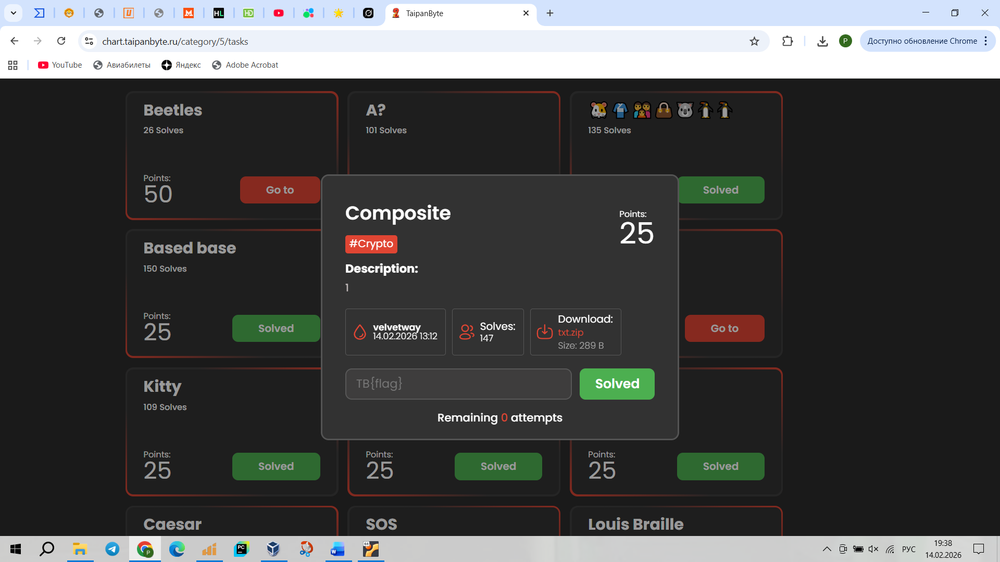 TaipanByte
chart.taipanbyte.ru/category/5/tasks
P
Доступно обновление Chrome
YouTube
Авиабилеты
Яндекс
Adobe Acrobat
Beetles
26 Solves
Points:
50
Go to
A?
101 Solves
135 Solves
Solved
Based base
150 Solves
Points:
25
Solved
Go to
Composite
Points:
25
#Crypto
Description:
1
velvetway
14.02.2026 13:12
Solves:
147
Download:
txt.zip
Size: 289 B
TB{flag}
Solved
Remaining 0 attempts
Kitty
109 Solves
Points:
25
Solved
Points:
25
Solved
Points:
25
Solved
Caesar
SOS
Louis Braille
РУС
19:38
14.02.2026